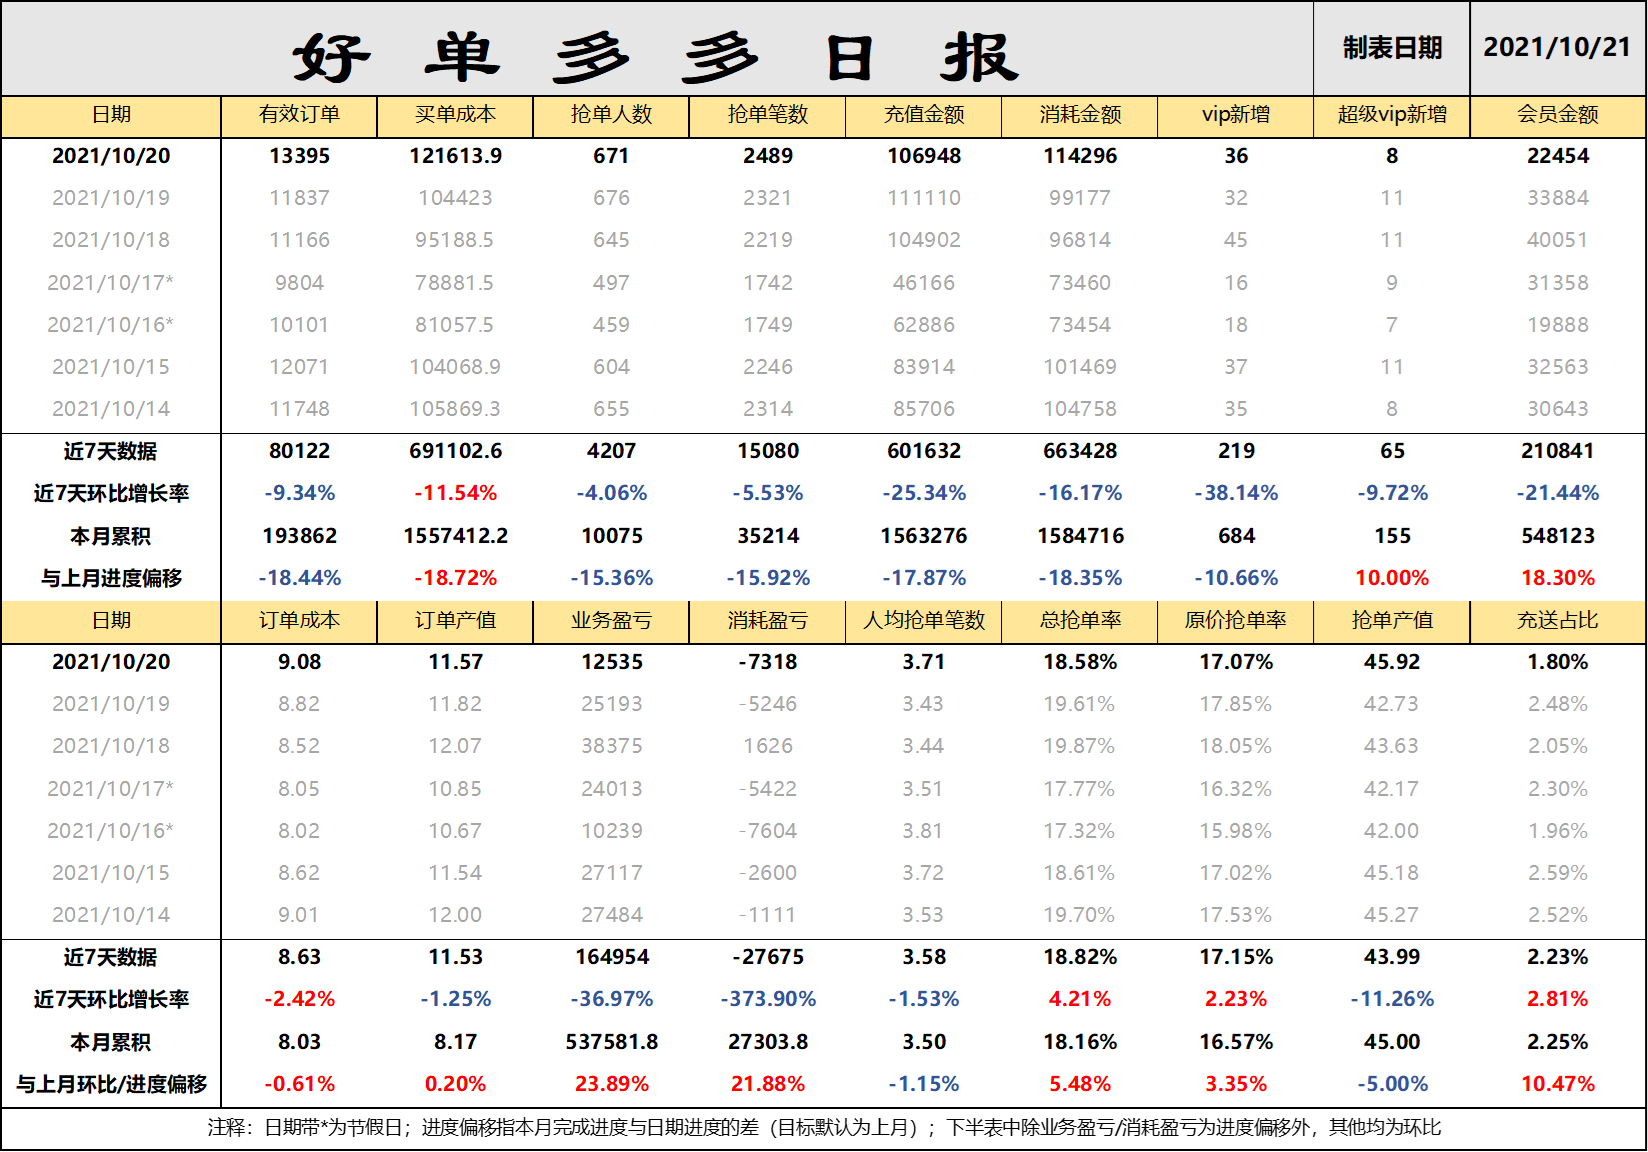 好单多多日报 制表日期 2021/10/21
日期 有效订单 买单成本 抢单人数 抢单笔数 充值金额 消耗金额 vip新增 超级vip新增 会员金额
2021/10/20 13395 121613.9 671 2489 106948 114296 36 8 22454
2021/10/19 11837 104423 676 2321 111110 99177 32 11 33884
2021/10/18 11166 95188.5 645 2219 104902 96814 45 11 40051
2021/10/17* 9804 78881.5 497 1742 46166 73460 16 9 31358
2021/10/16* 10101 81057.5 459 1749 62886 73454 18 7 19888
2021/10/15 12071 104068.9 604 2246 83914 101469 37 11 32563
2021/10/14 11748 105869.3 655 2314 85706 104758 35 8 30643
近7天数据 80122 691102.6 4207 15080 601632 663428 219 65 210841
近7天环比增长率 -9.34% -11.54% -4.06% -5.53% -25.34% -16.17% -38.14% -9.72% -21.44%
本月累积 193862 1557412.2 10075 35214 1563276 1584716 684 155 548123
与上月进度偏移 -18.44% -18.72% -15.36% -15.92% -17.87% -18.35% -10.66% 10.00% 18.30%
日期 订单成本 订单产值 业务盈亏 消耗盈亏 人均抢单笔数 总抢单率 原价抢单率 抢单产值 充送占比
2021/10/20 9.08 11.57 12535 -7318 3.71 18.58% 17.07% 45.92 1.80%
2021/10/19 8.82 11.82 25193 -5246 3.43 19.61% 17.85% 42.73 2.48%
2021/10/18 8.52 12.07 38375 1626 3.44 19.87% 18.05% 43.63 2.05%
2021/10/17* 8.05 10.85 24013 -5422 3.51 17.77% 16.32% 42.17 2.30%
2021/10/16* 8.02 10.67 10239 -7604 3.81 17.32% 15.98% 42.00 1.96%
2021/10/15 8.62 11.54 27117 -2600 3.72 18.61% 17.02% 45.18 2.59%
2021/10/14 9.01 12.00 27484 -1111 3.53 19.70% 17.53% 45.27 2.52%
近7天数据 8.63 11.53 164954 -27675 3.58 18.82% 17.15% 43.99 2.23%
近7天环比增长率 -2.42% -1.25% -36.97% -373.90% -1.53% 4.21% 2.23% -11.26% 2.81%
本月累积 8.03 8.17 537581.8 27303.8 3.50 18.16% 16.57% 45.00 2.25%
与上月环比/进度偏移 -0.61% 0.20% 23.89% 21.88% -1.15% 5.48% 3.35% -5.00% 10.47%
注释：日期带*为节假日；进度偏移指本月完成进度与日期进度的差（目标默认为上月）；下半表中除业务盈亏/消耗盈亏为进度偏移外，其他均为环比